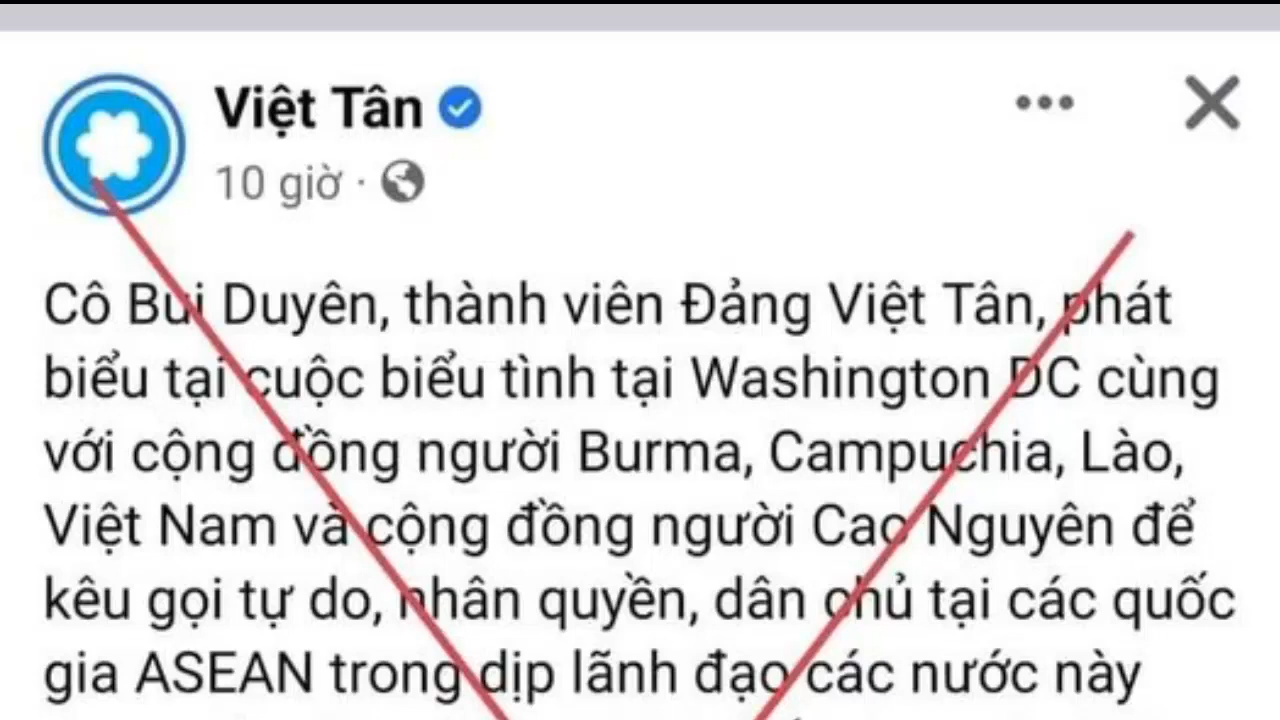 Việt Tân
10 giờ ·
Cô Bùi Duyên, thành viên Đảng Việt Tân, phát
biểu tại cuộc biểu tình tại Washington DC cùng
với cộng đồng người Burma, Campuchia, Lào,
Việt Nam và cộng đồng người Cao Nguyên để
kêu gọi tự do, nhân quyền, dân chủ tại các quốc
gia ASEAN trong dịp lãnh đạo các nước này